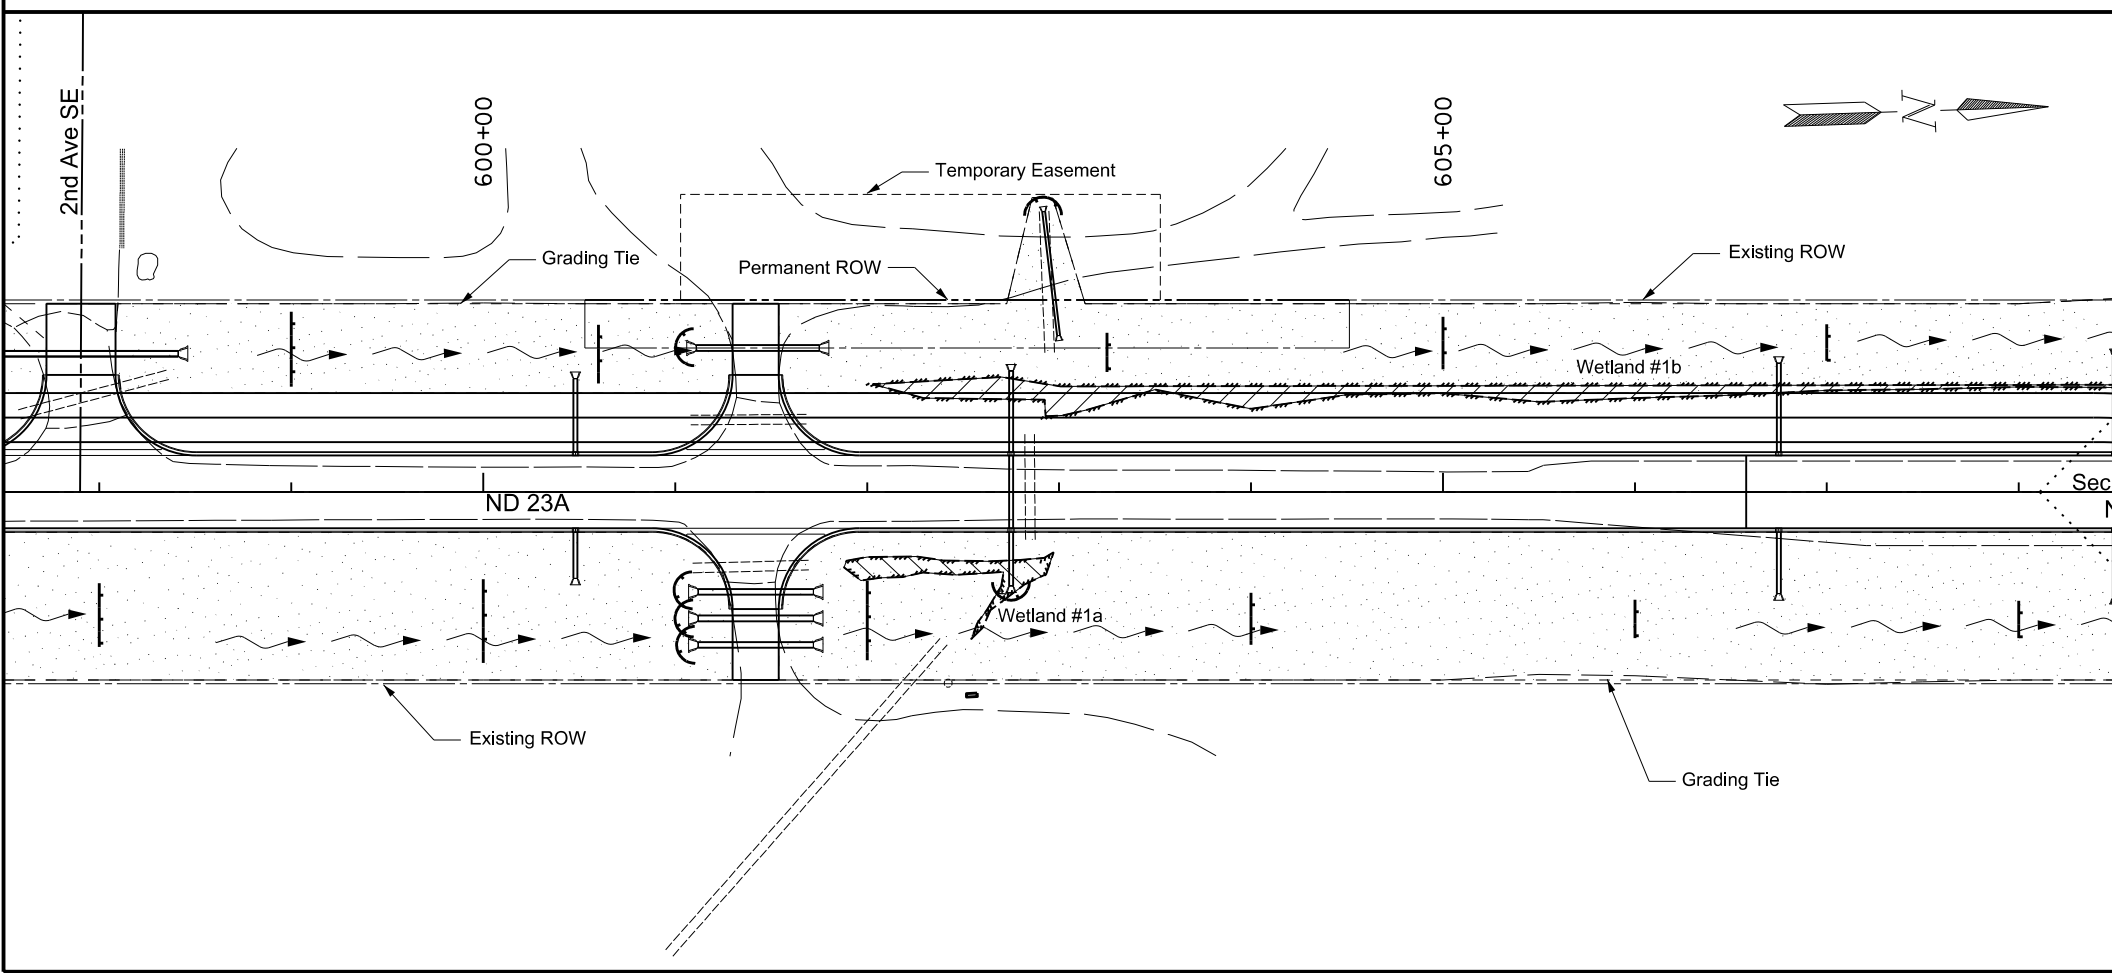 2nd Ave SE
600+00
605+00
N
Temporary Easement
Grading Tie
Permanent ROW
Existing ROW
Wetland #1b
ND 23A
Sec
N
Wetland #1a
Existing ROW
Grading Tie